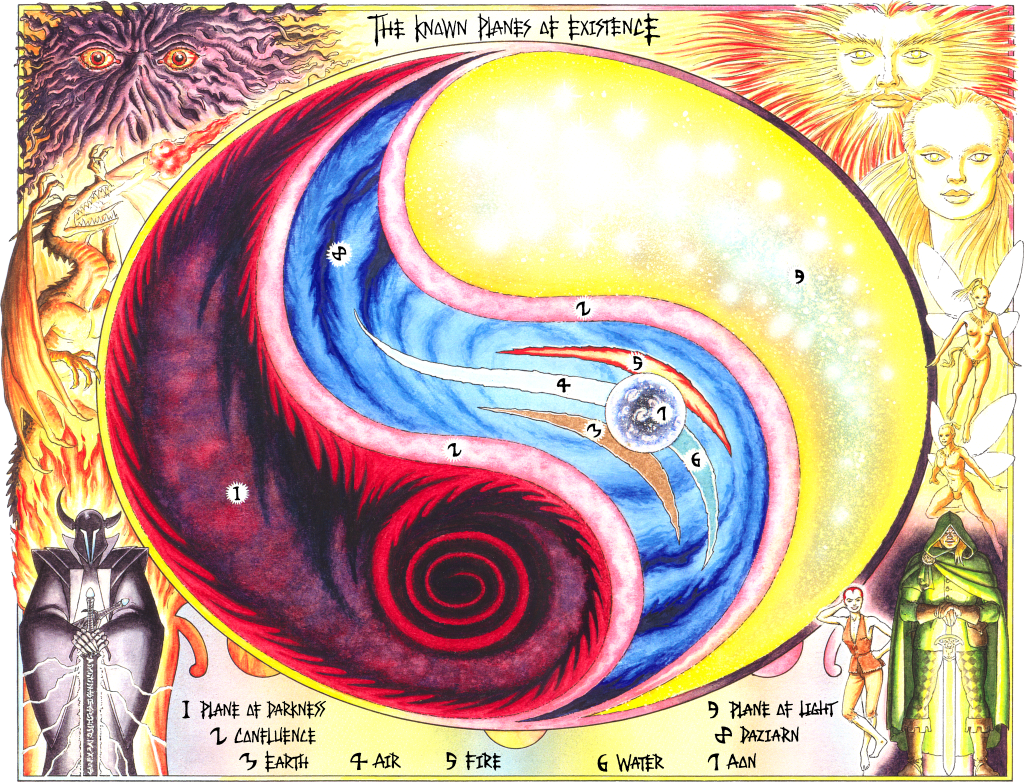 THE KNOWN PLANES OF EXISTENCE
8
9
2
5
4
7
3
2
6
1
1 PLANE OF DARKNESS
9 PLANE OF LIGHT
2 CONFLUENCE
8 DAZIARN
3 EARTH 4 AIR 5 FIRE 6 WATER 7 AON